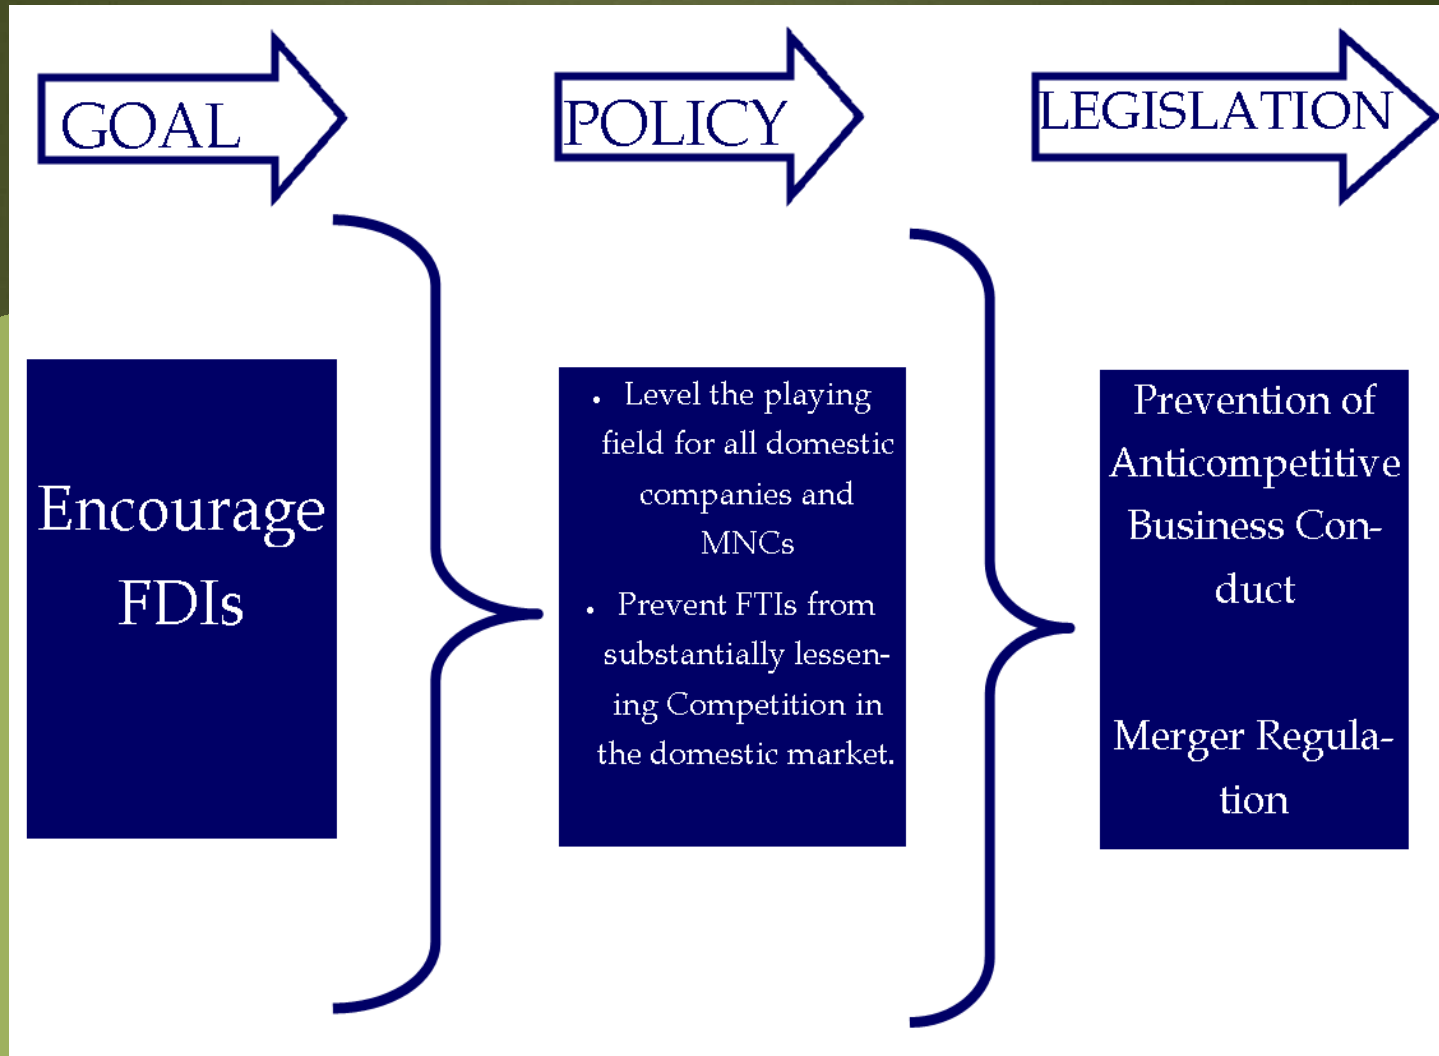 GOAL
POLICY
LEGISLATION
Encourage
FDIs
• Level the playing
field for all domestic
companies and
MNCs
• Prevent FTIs from
substantially lessen-
ing Competition in
the domestic market.
Prevention of
Anticompetitive
Business Con-
duct
Merger Regula-
tion